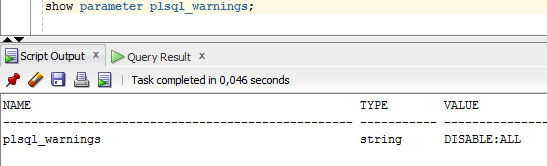 show parameter plsql_warnings;
Script Output x Query Result x
Task completed in 0,046 seconds
NAME TYPE VALUE
---------------------------------------------------- ----------- ----------------
plsql_warnings string DISABLE:ALL